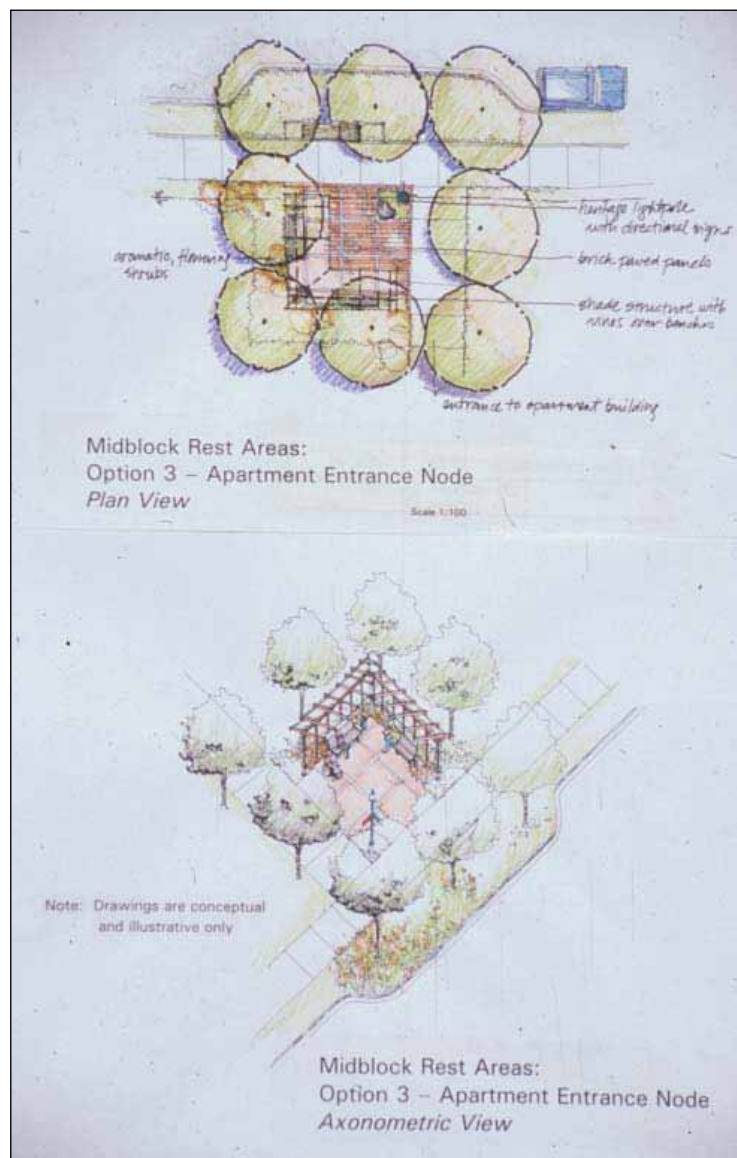 heritage lightpole
with directional signs
brick paved panels
shade structure with
vines over benches
aromatic, flowering
shrubs
entrance to apartment building
Midblock Rest Areas:
Option 3 – Apartment Entrance Node
Plan View
Scale 1:100
Note: Drawings are conceptual
and illustrative only
Midblock Rest Areas:
Option 3 – Apartment Entrance Node
Axonometric View